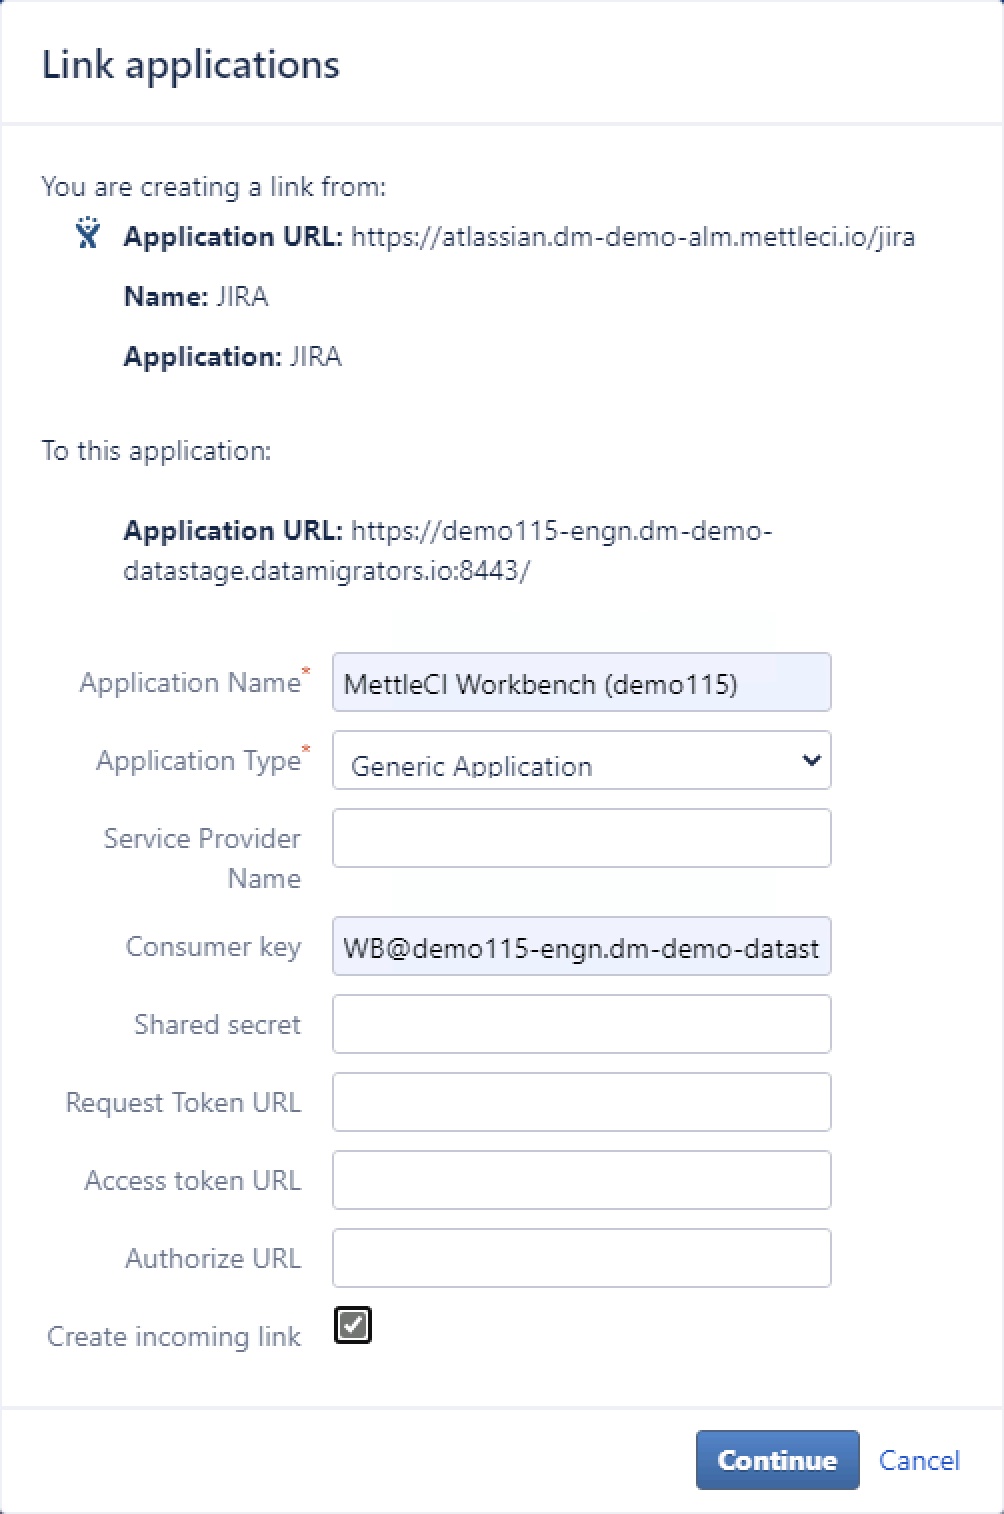 Link applications
You are creating a link from:
Application URL: https://atlassian.dm-demo-alm.mettleci.io/jira
Name: JIRA
Application: JIRA
To this application:
Application URL: https://demo115-engn.dm-demo-
datastage.datamigrators.io:8443/
Application Name* MettleCI Workbench (demo115)
Application Type* Generic Application
Service Provider
Name
Consumer key WB@demo115-engn.dm-demo-datast
Shared secret
Request Token URL
Access token URL
Authorize URL
Create incoming link
Continue Cancel